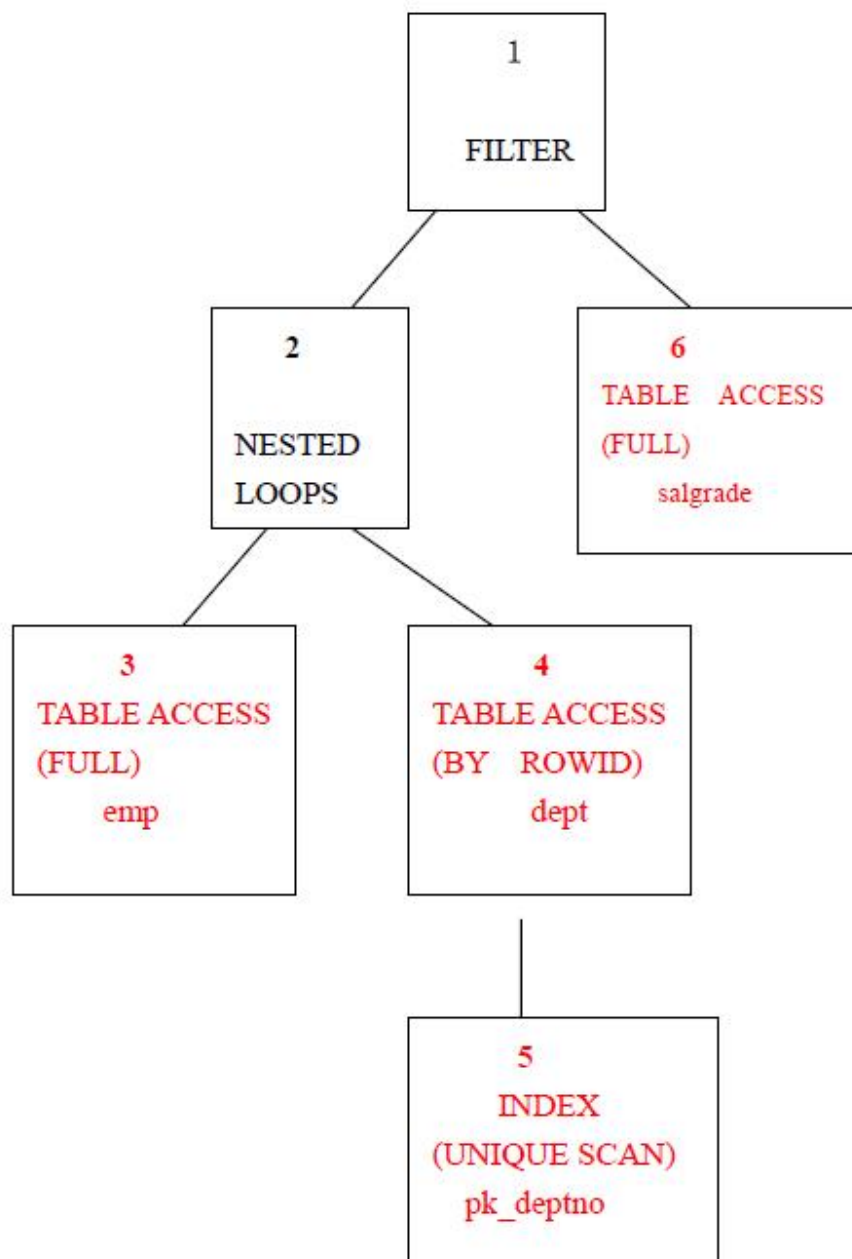 1
FILTER
2
NESTED
LOOPS
6
TABLE ACCESS
(FULL)
salgrade
3
TABLE ACCESS
(FULL)
emp
4
TABLE ACCESS
(BY ROWID)
dept
5
INDEX
(UNIQUE SCAN)
pk_deptno